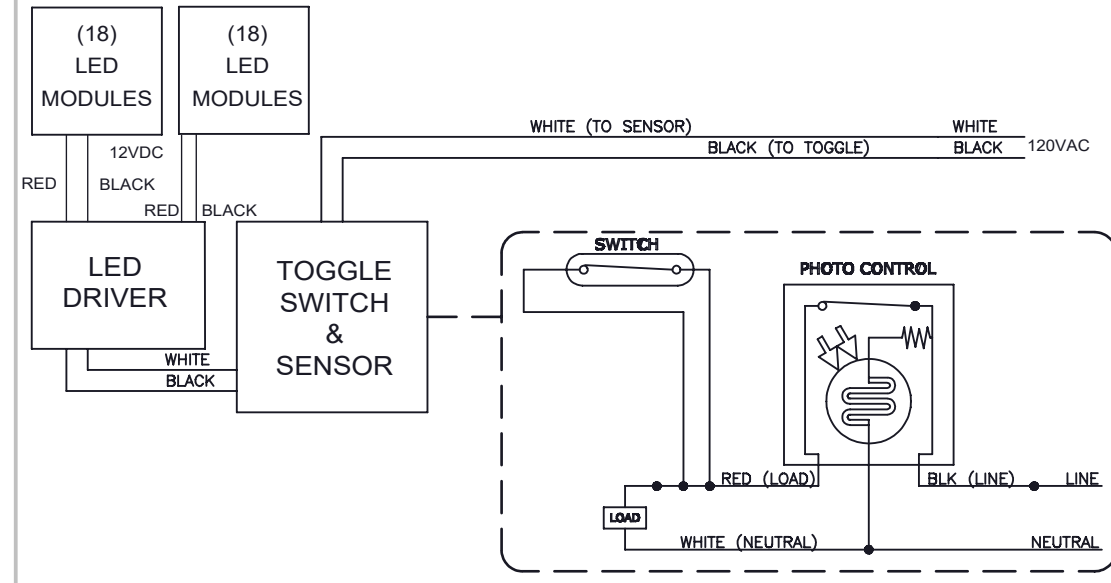 (18)
LED
MODULES
(18)
LED
MODULES
12VDC
RED
BLACK
RED
BLACK
WHITE (TO SENSOR)
WHITE
BLACK (TO TOGGLE)
BLACK
120VAC
LED
DRIVER
TOGGLE
SWITCH
&
SENSOR
WHITE
BLACK
SWITCH
PHOTO CONTROL
RED (LOAD)
BLK (LINE)
LINE
LOAD
WHITE (NEUTRAL)
NEUTRAL